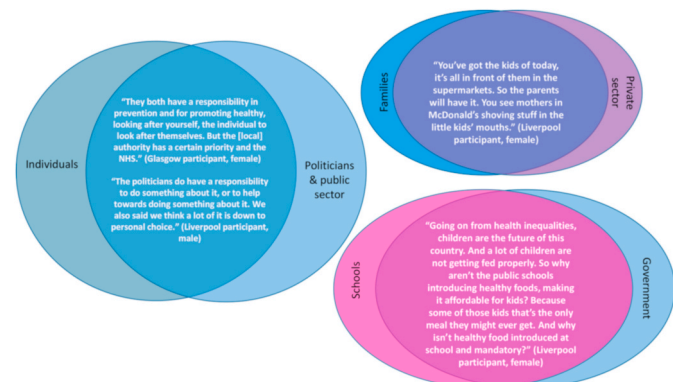 Individuals
“They both have a responsibility in
prevention and for promoting healthy,
looking after yourself, the individual to
look after themselves. But the [local]
authority has a certain priority and the
NHS.” (Glasgow participant, female)
“The politicians do have a responsibility
to do something about it, or to help
towards doing something about it. We
also said we think a lot of it is down to
personal choice.” (Liverpool participant,
male)
Politicians
& public
sector
Families
“You’ve got the kids of today,
it’s all in front of them in the
supermarkets. So the parents
will have it. You see mothers in
McDonald’s shoving stuff in the
little kids’ mouths.” (Liverpool
participant, female)
Private
sector
Schools
“Going on from health inequalities,
children are the future of this
country. And a lot of children are
not getting fed properly. So why
aren’t the public schools
introducing healthy foods, making
it affordable for kids? Because
some of those kids that’s the only
meal they might ever get. And why
isn’t healthy food introduced at
school and mandatory?” (Liverpool
participant, female)
Government